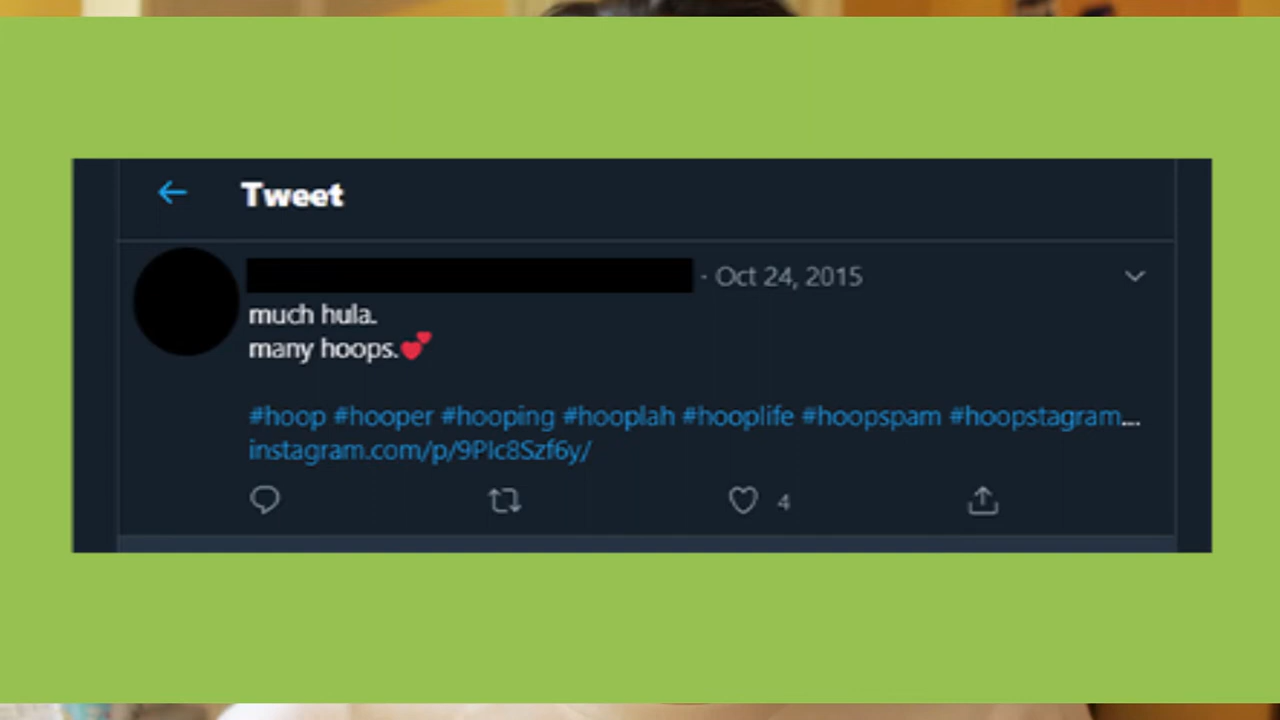 Tweet
· Oct 24, 2015
much hula.
many hoops.💕
#hoop #hooper #hooping #hooplah #hooplife #hoopspam #hoopstagram...
instagram.com/p/9PIc8Szf6y/
4